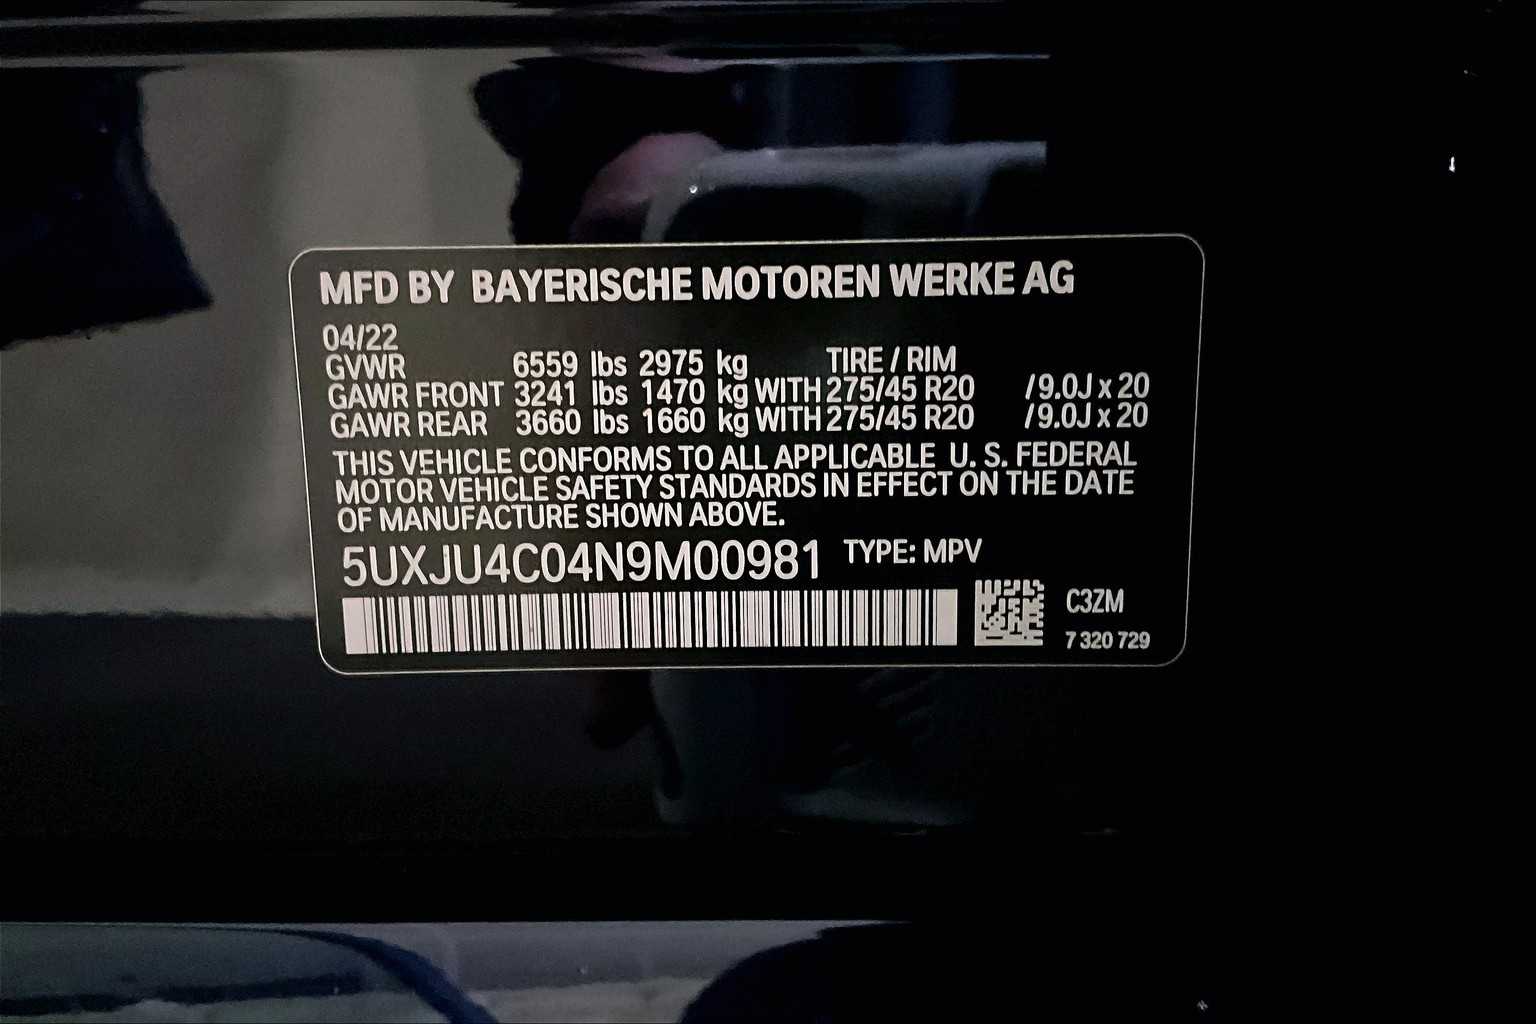 MFD BY BAYERISCHE MOTOREN WERKE AG
04/22
GVWR 6559 lbs 2975 kg TIRE / RIM
GAWR FRONT 3241 lbs 1470 kg WITH 275/45 R20 /9.0J x 20
GAWR REAR 3660 lbs 1660 kg WITH 275/45 R20 /9.0J x 20
THIS VEHICLE CONFORMS TO ALL APPLICABLE U. S. FEDERAL
MOTOR VEHICLE SAFETY STANDARDS IN EFFECT ON THE DATE
OF MANUFACTURE SHOWN ABOVE.
5UXJU4C04N9M00981 TYPE: MPV
C3ZM
7 320 729